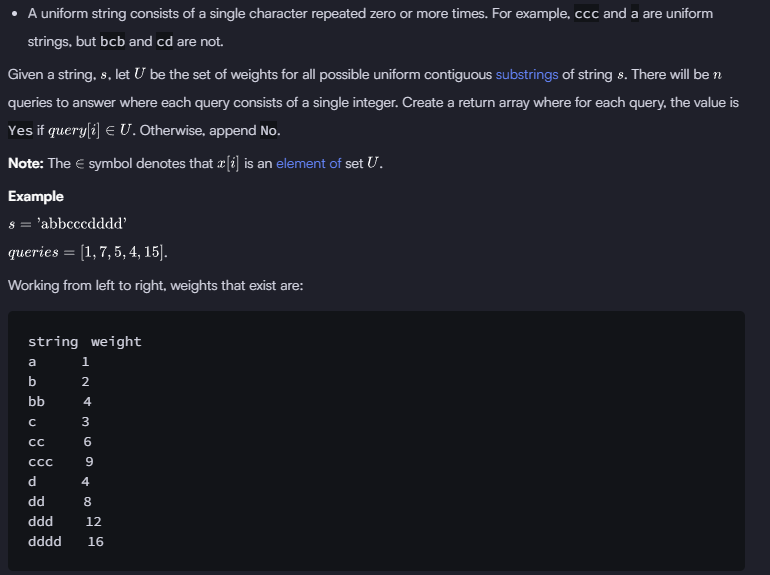 • A uniform string consists of a single character repeated zero or more times. For example, ccc and a are uniform
strings, but bcb and cd are not.
Given a string, s, let U be the set of weights for all possible uniform contiguous substrings of string s. There will be n
queries to answer where each query consists of a single integer. Create a return array where for each query, the value is
Yes if query[i] ∈ U. Otherwise, append No.
Note: The ∈ symbol denotes that x[i] is an element of set U.
Example
s = 'abbcccdddd'
queries = [1, 7, 5, 4, 15].
Working from left to right, weights that exist are:
string weight
a 1
b 2
bb 4
c 3
cc 6
ccc 9
d 4
dd 8
ddd 12
dddd 16